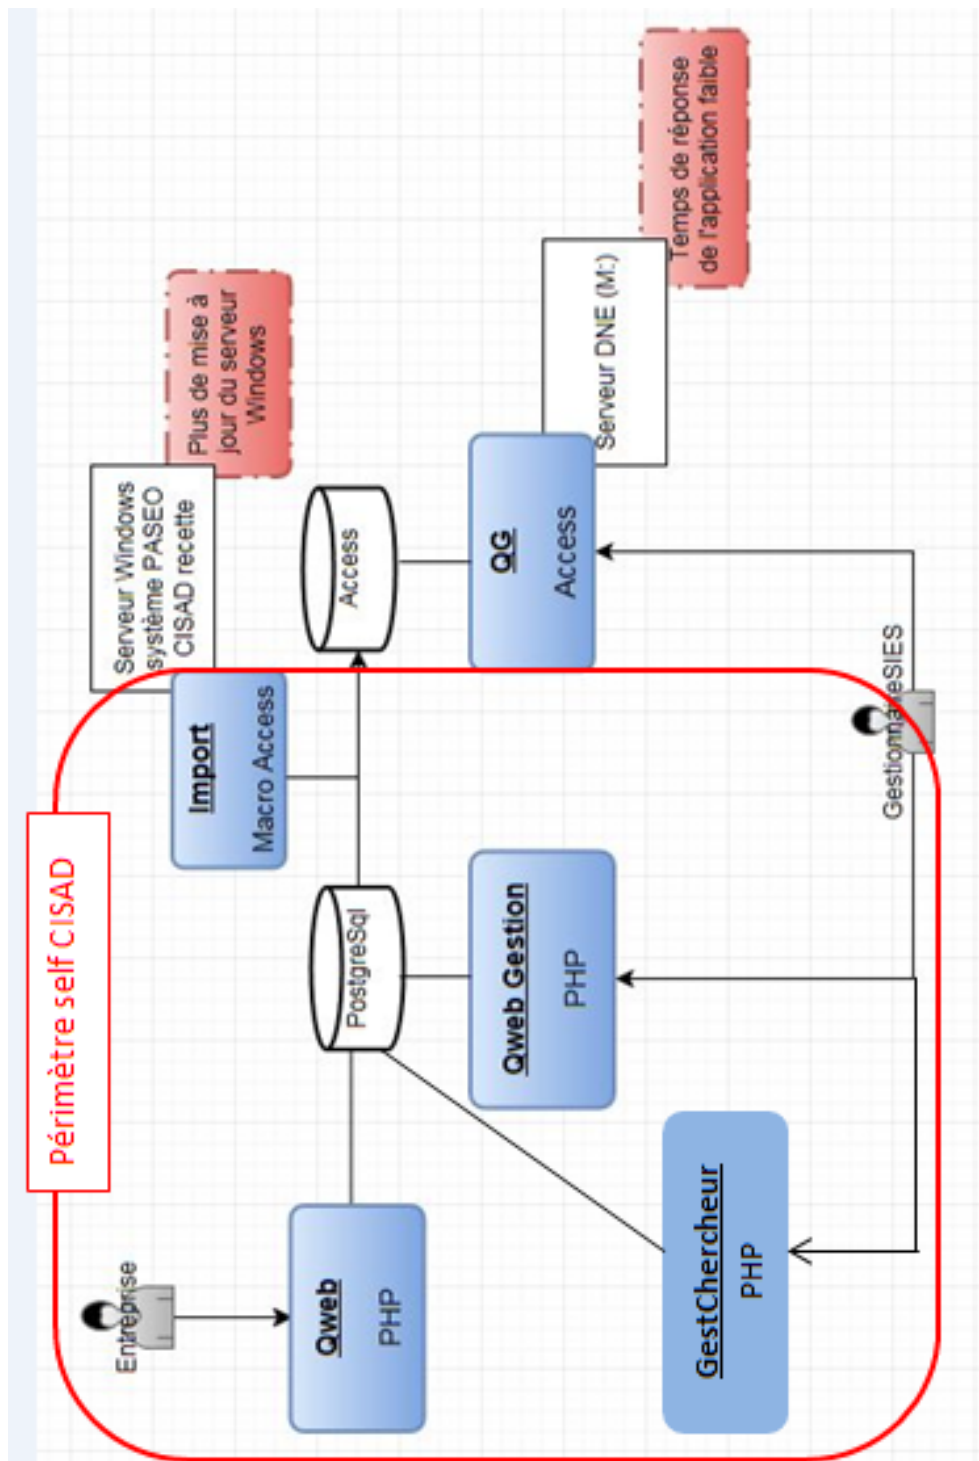 Périmètre self CISAD
Entreprise
Qweb
PHP
Import
Macro Access
Serveur Windows
système PASEO
CISAD recette
Plus de mise à
jour du serveur
Windows
PostgreSql
Access
Qweb Gestion
PHP
QG
Access
Serveur DNE (M:)
Temps de réponse
de l'application faible
GestChercheur
PHP
GestionnaireSIES